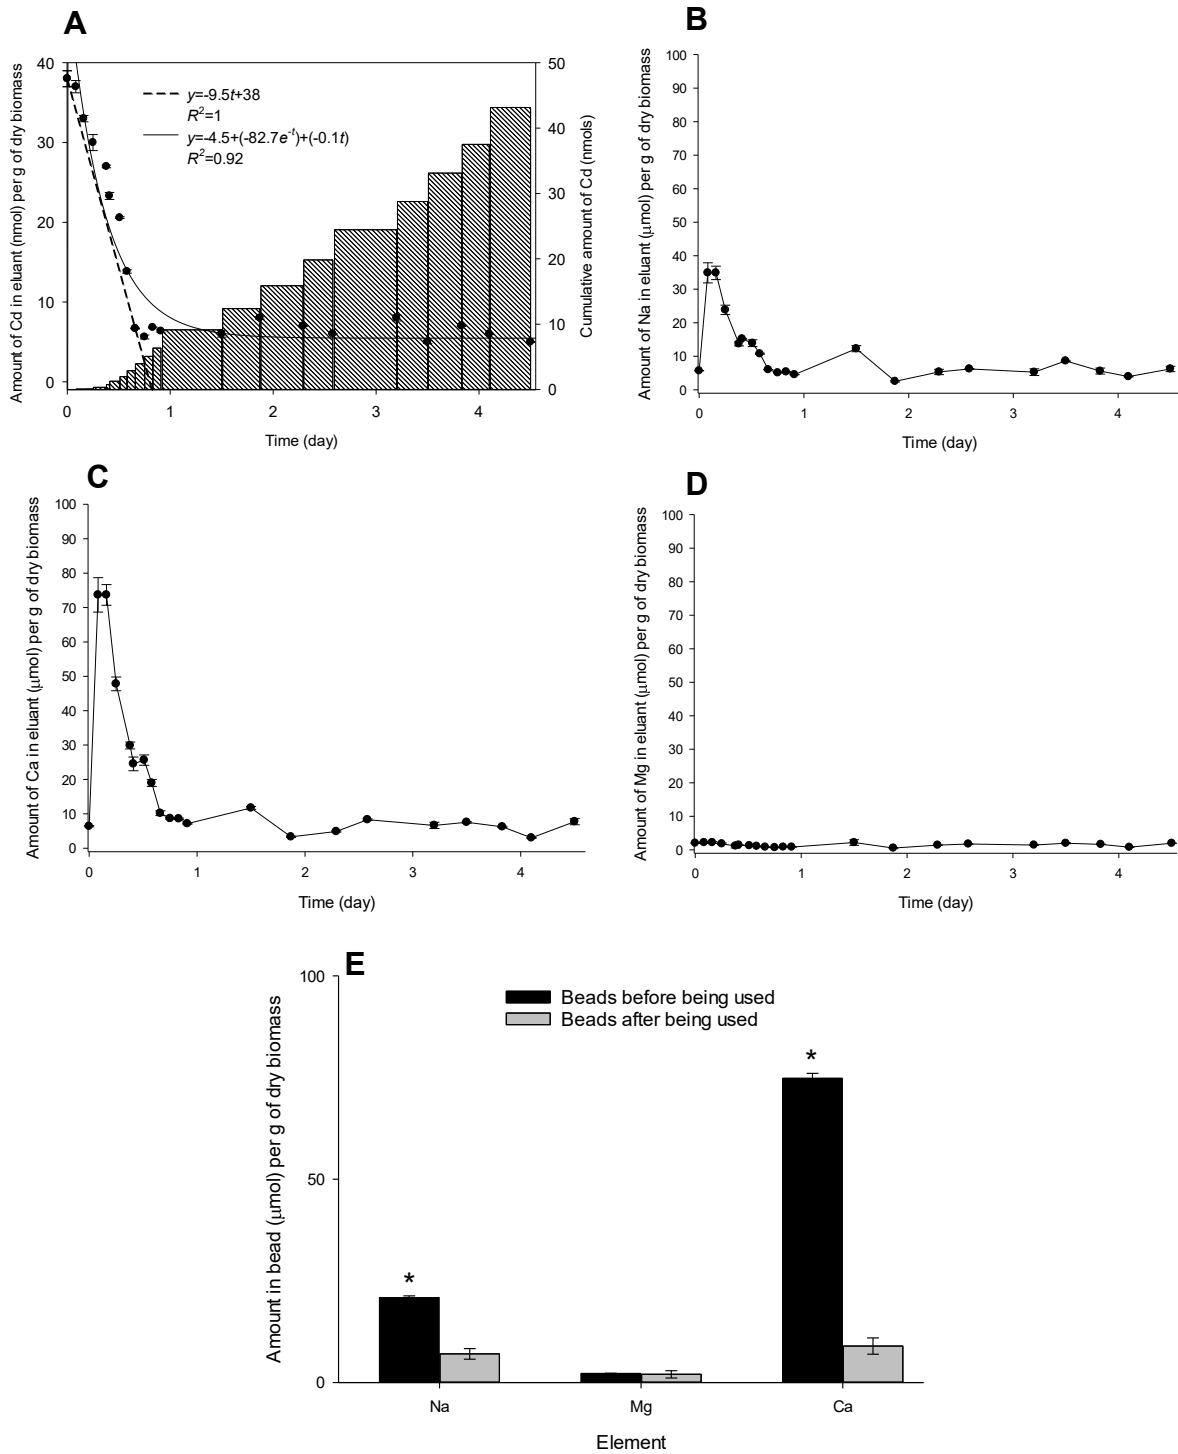 A
Amount of Cd in eluant (nmol) per g of dry biomass
40
30
20
10
0
y=-9.5t+38
R²=1
y=-4.5+(-82.7e⁻ᵗ)+(-0.1t)
R²=0.92
50
40
30
20
10
0
Cumulative amount of Cd (nmols)
0 1 2 3 4
Time (day)
B
Amount of Na in eluant (μmol) per g of dry biomass
100
90
80
70
60
50
40
30
20
10
0
0 1 2 3 4
Time (day)
C
Amount of Ca in eluant (μmol) per g of dry biomass
100
90
80
70
60
50
40
30
20
10
0
0 1 2 3 4
Time (day)
D
Amount of Mg in eluant (μmol) per g of dry biomass
100
90
80
70
60
50
40
30
20
10
0
0 1 2 3 4
Time (day)
E
Amount in bead (μmol) per g of dry biomass
100
50
0
Beads before being used
Beads after being used
*
*
Na Mg Ca
Element